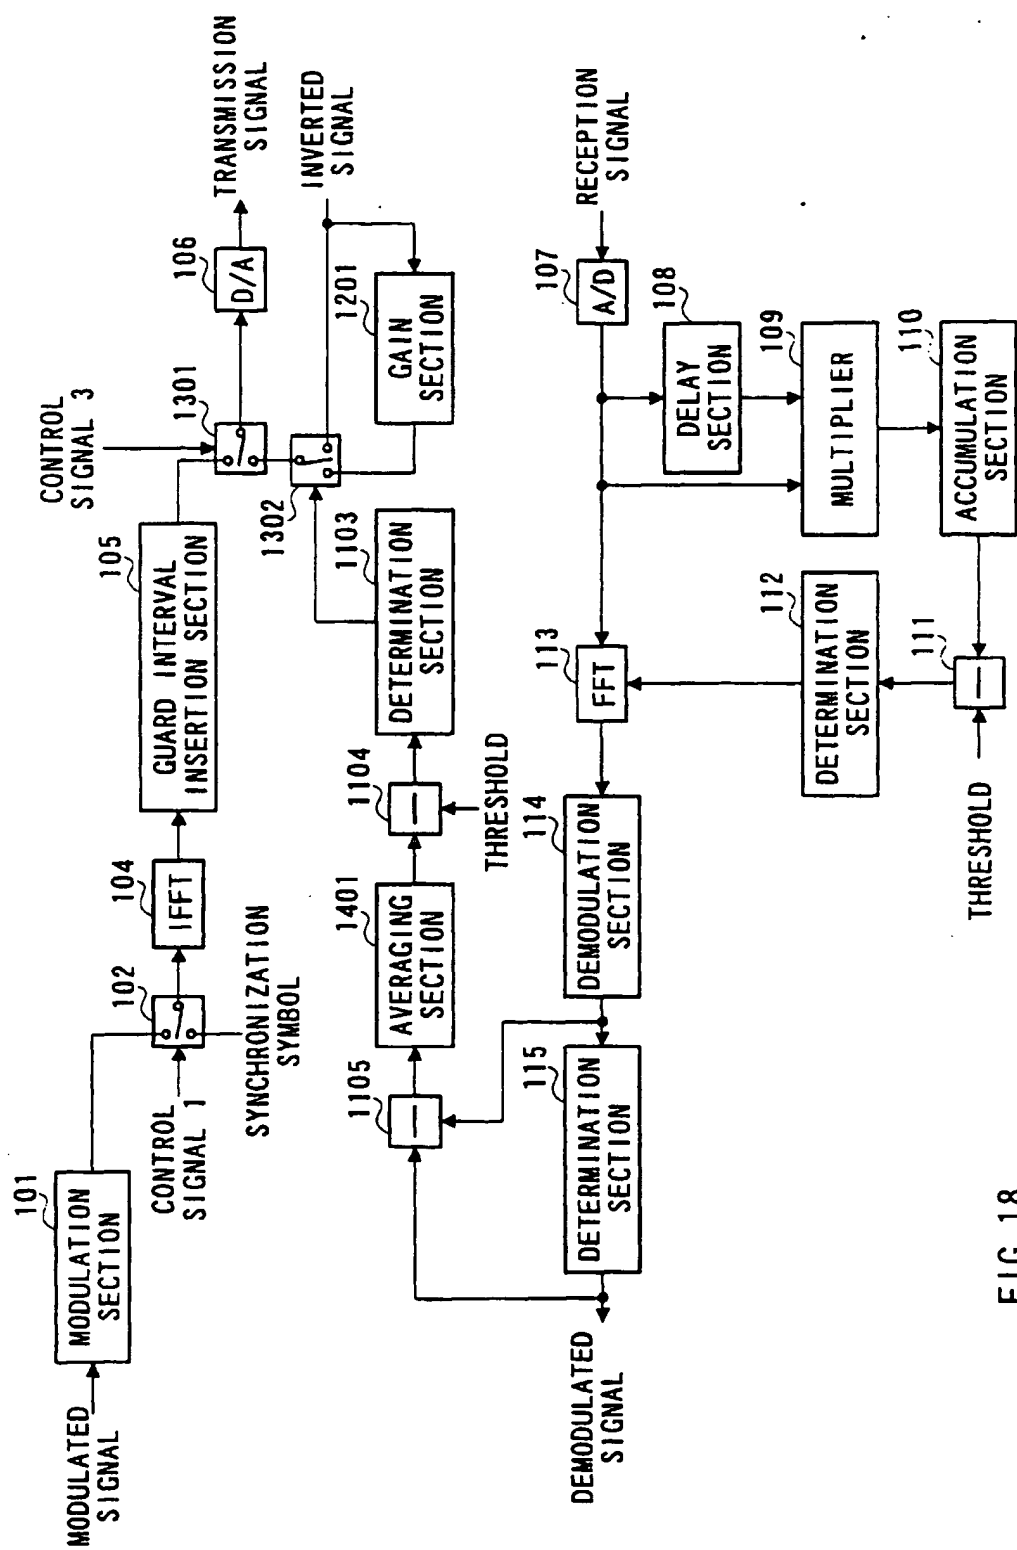 MODULATED
SIGNAL
101
MODULATION
SECTION
CONTROL
SIGNAL 1
102
SYNCHRONIZATION
SYMBOL
104
IFFT
105
GUARD INTERVAL
INSERTION SECTION
CONTROL
SIGNAL 3
1301
106
D/A
TRANSMISSION
SIGNAL
1105
1401
AVERAGING
SECTION
1104
THRESHOLD
1103
DETERMINATION
SECTION
1302
1201
GAIN
SECTION
INVERTED
SIGNAL
DEMODULATED
SIGNAL
115
DETERMINATION
SECTION
114
DEMODULATION
SECTION
113
FFT
107
A/D
RECEPTION
SIGNAL
108
DELAY
SECTION
109
MULTIPLIER
110
ACCUMULATION
SECTION
112
DETERMINATION
SECTION
111
THRESHOLD
FIG. 18